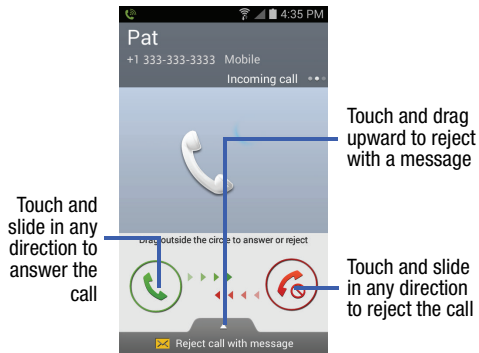 4:35 PM
Pat
+1 333-333-3333 Mobile
Incoming call
Touch and drag
upward to reject
with a message
Touch and
slide in any
direction to
answer the
call
Drag outside the circle to answer or reject
Touch and slide
in any direction
to reject the call
Reject call with message